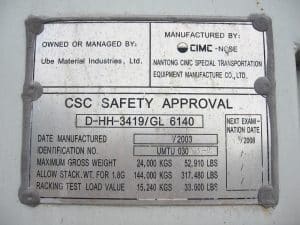 OWNED OR MANAGED BY:
Ube Material Industries, Ltd.
MANUFACTURED BY:
CIMC -NOSE
NANTONG CIMC SPECIAL TRANSPORTATION
EQUIPMENT MANUFACTURE CO., LTD.
CSC SAFETY APPROVAL
D-HH-3419/GL 6140
DATE MANUFACTURED /2003
IDENTIFICATION NO. UMTU 030
MAXIMUM GROSS WEIGHT 24,000 KGS 52,910 LBS
ALLOW STACK.WT. FOR 1.8G 144,000 KGS 317,480 LBS
RACKING TEST LOAD VALUE 15,240 KGS 33,600 LBS
NEXT EXAMI-
NATION DATE
/2008